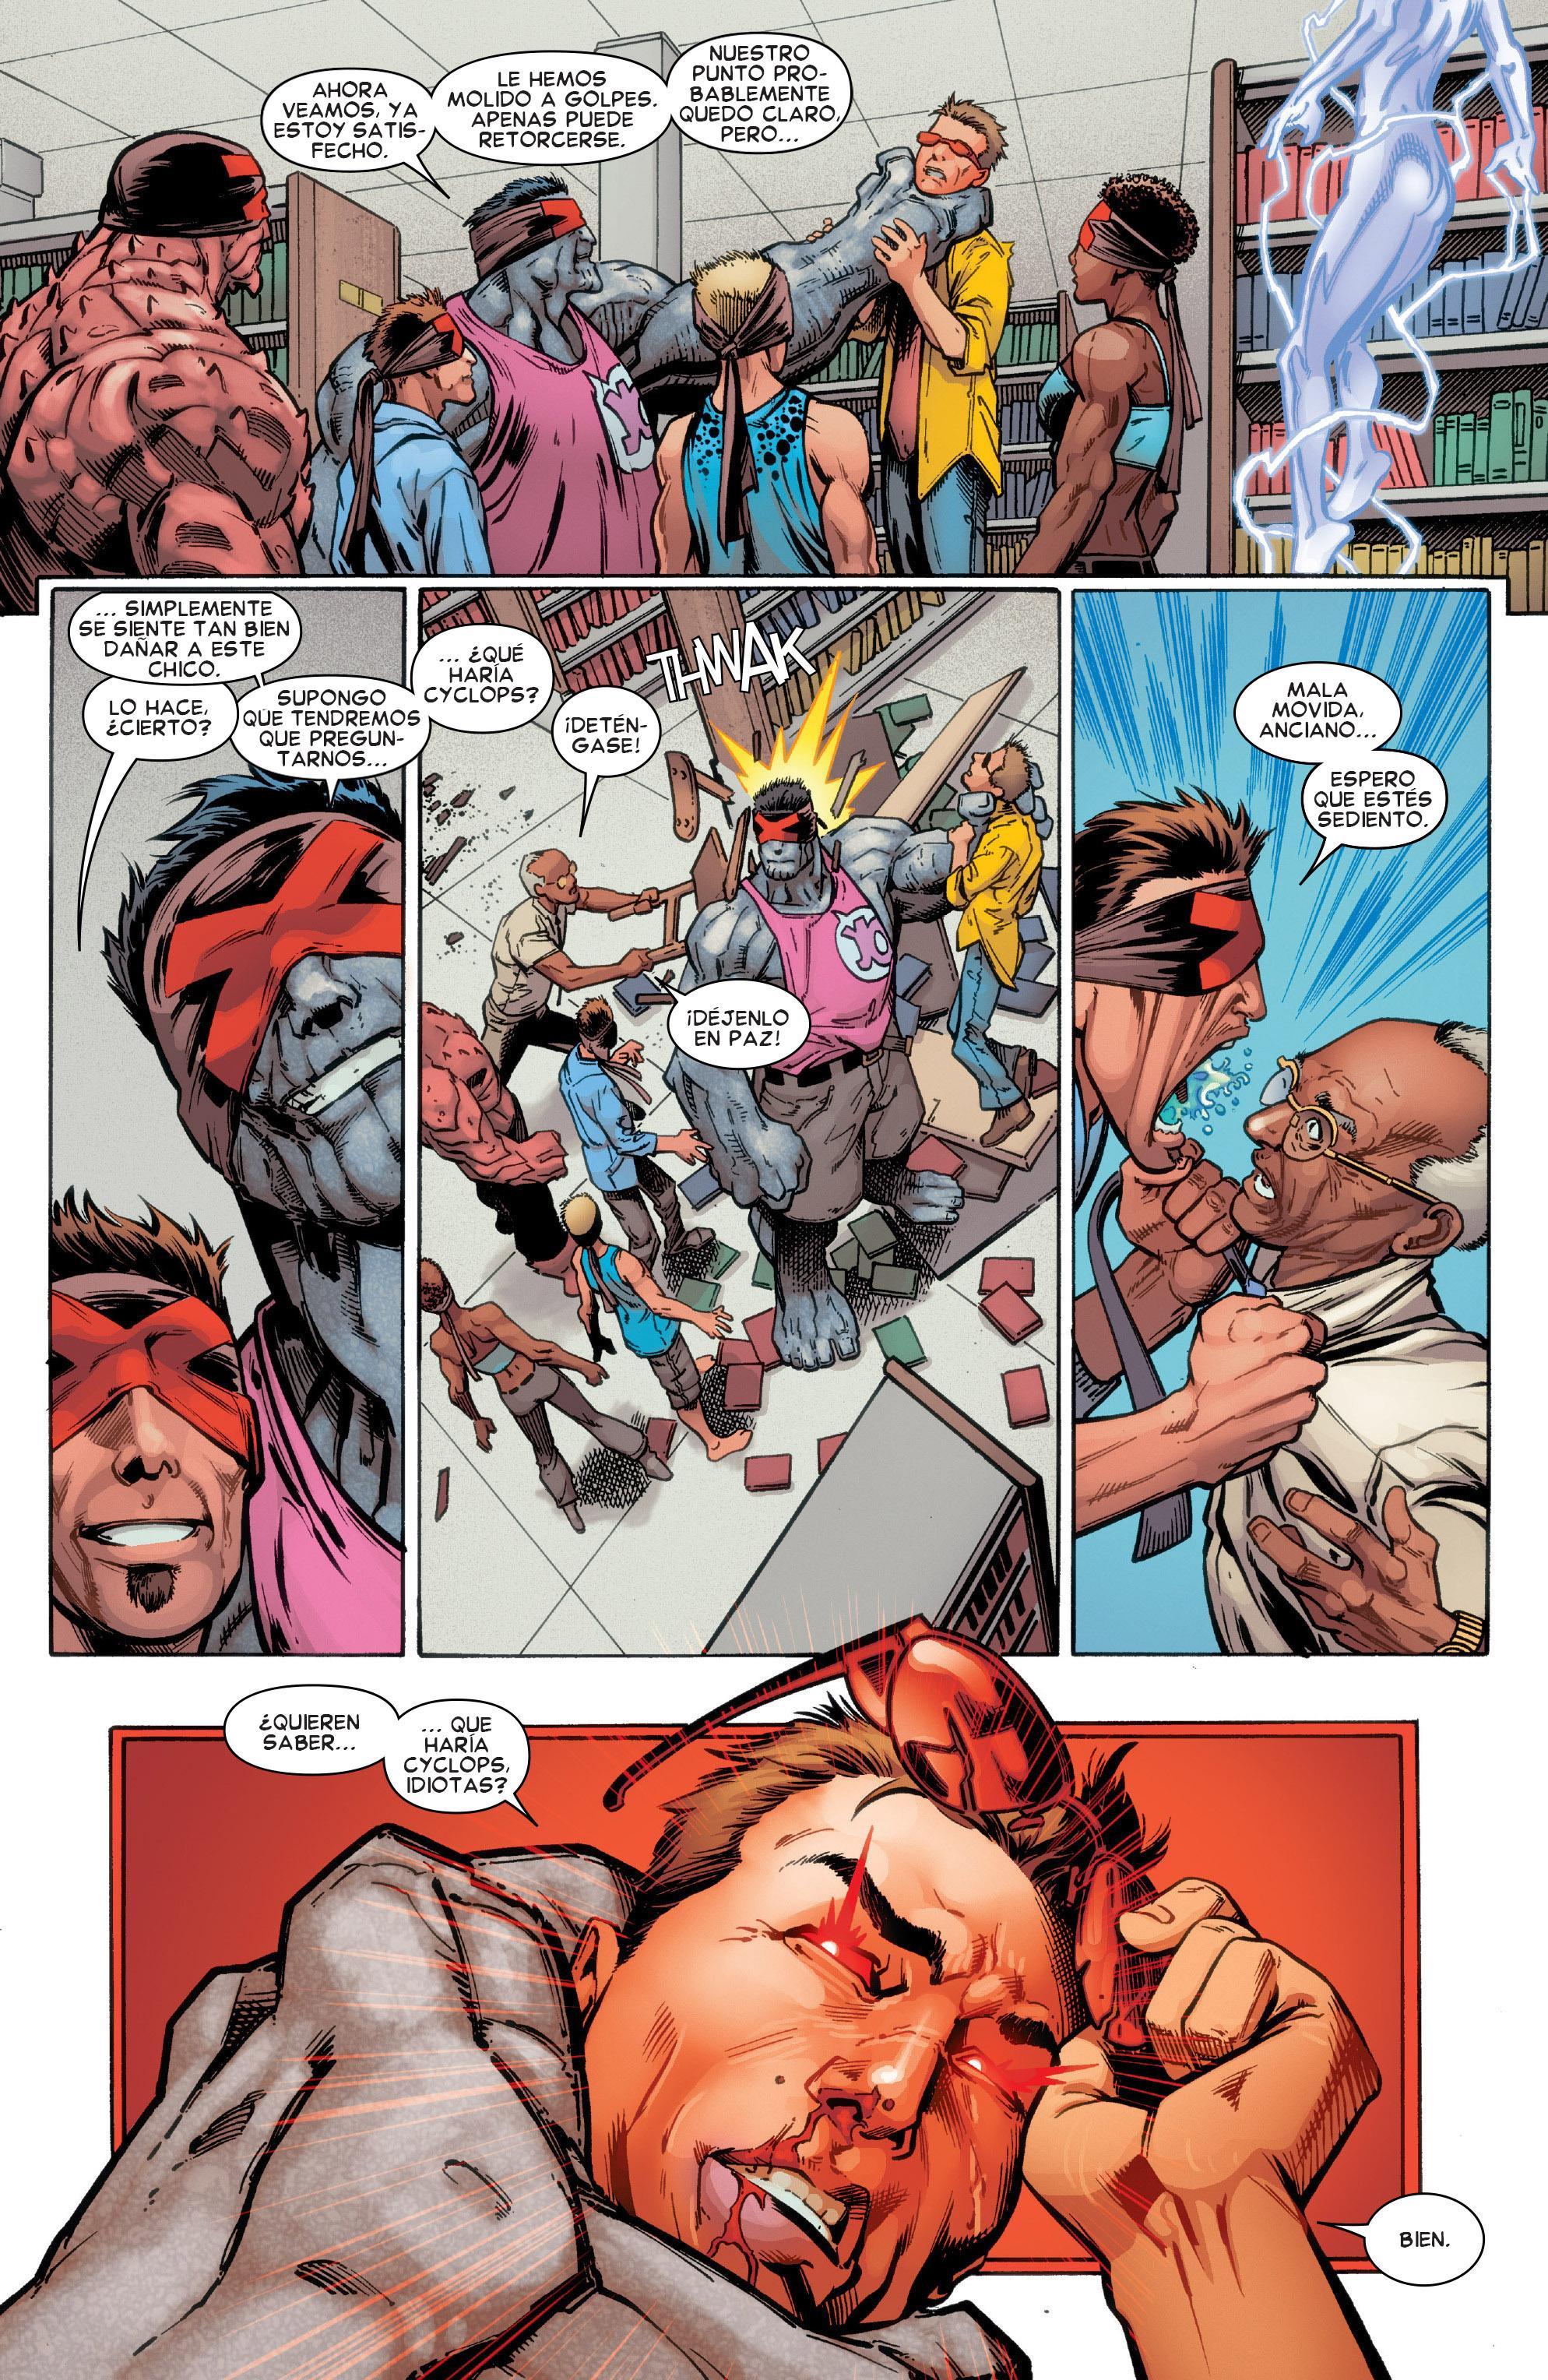 AHORA
VEAMOS, YA
ESTOY SATIS-
FECHO.
LE HEMOS
MOLIDO A GOLPES.
APENAS PUEDE
RETORCERSE.
NUESTRO
PUNTO PRO-
BABLEMENTE
QUEDO CLARO,
PERO...
... SIMPLEMENTE
SE SIENTE TAN BIEN
DAÑAR A ESTE
CHICO.
LO HACE,
¿CIERTO?
SUPONGO
QUE TENDREMOS
QUE PREGUN-
TARNOS...
... ¿QUÉ
HARÍA
CYCLOPS?
¡DETÉN-
GASE!
THWAK
¡DÉJENLO
EN PAZ!
MALA
MOVIDA,
ANCIANO...
ESPERO
QUE ESTÉS
SEDIENTO.
¿QUIEREN
SABER...
... QUE
HARÍA
CYCLOPS,
IDIOTAS?
BIEN.